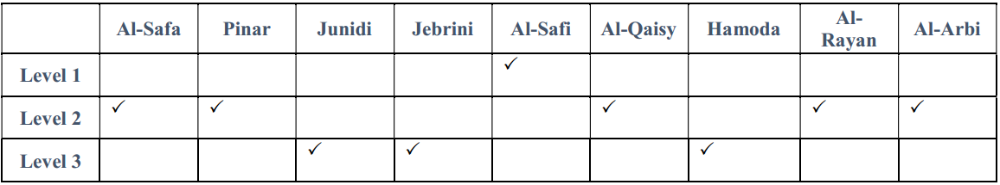 Al-Safa Pinar Junidi Jebrini Al-Safi Al-Qaisy Hamoda Al-Rayan Al-Arbi
Level 1 ✓
Level 2 ✓ ✓ ✓ ✓ ✓
Level 3 ✓ ✓ ✓